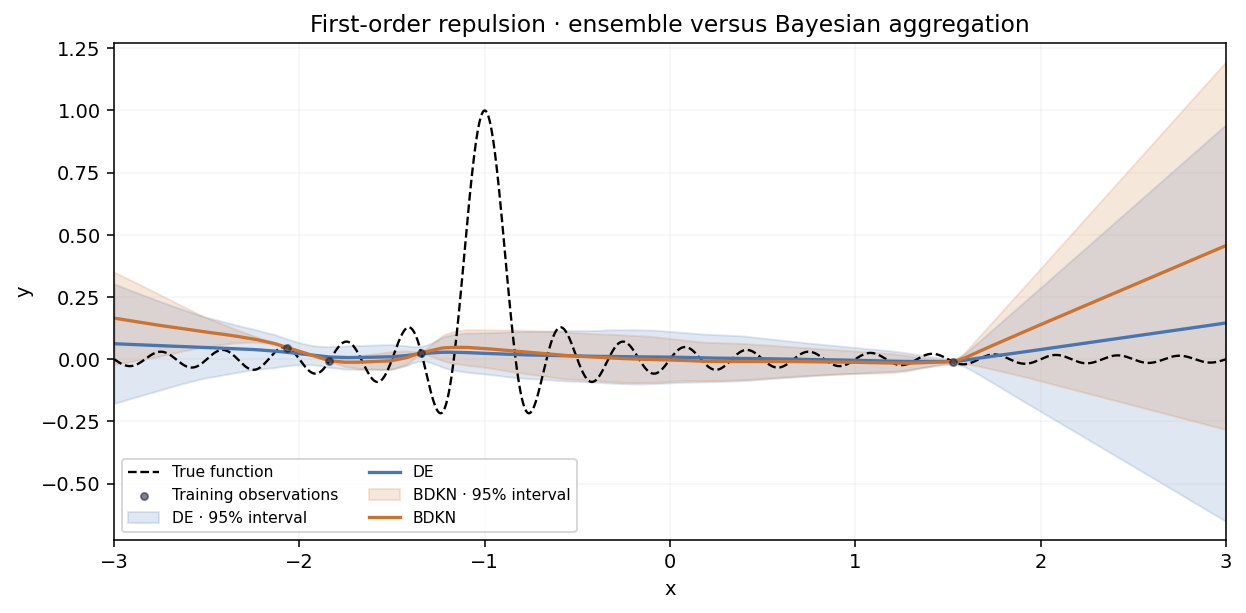 First-order repulsion · ensemble versus Bayesian aggregation
y
1.25
1.00
0.75
0.50
0.25
0.00
−0.25
−0.50
True function
Training observations
DE · 95% interval
DE
BDKN · 95% interval
BDKN
−3
−2
−1
0
1
2
3
x